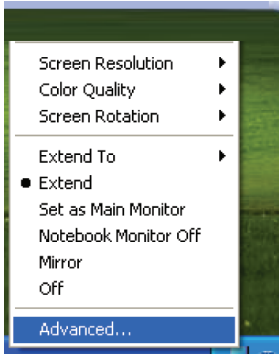 Screen Resolution
Color Quality
Screen Rotation
Extend To
Extend
Set as Main Monitor
Notebook Monitor Off
Mirror
Off
Advanced...